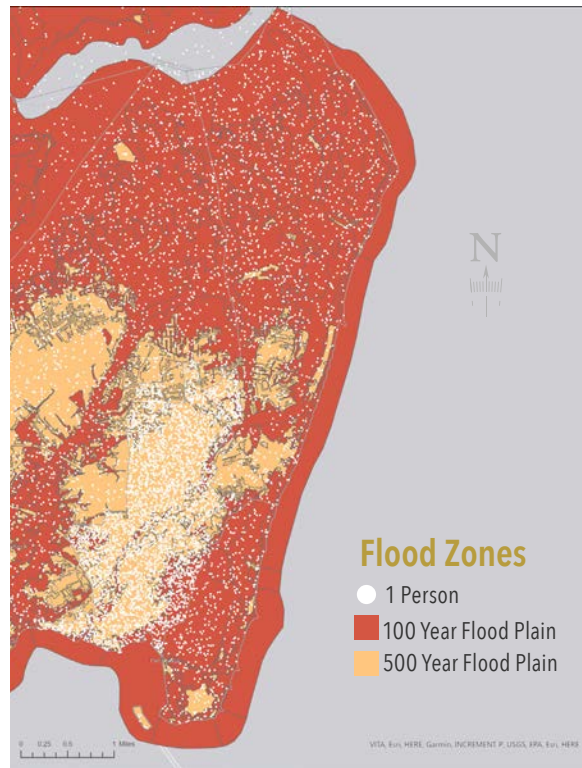 N
Flood Zones
1 Person
100 Year Flood Plain
500 Year Flood Plain
0 0.25 0.5 1 Miles
VITA, Esri, HERE, Garmin, INCREMENT P, USGS, EPA, Esri, HERE